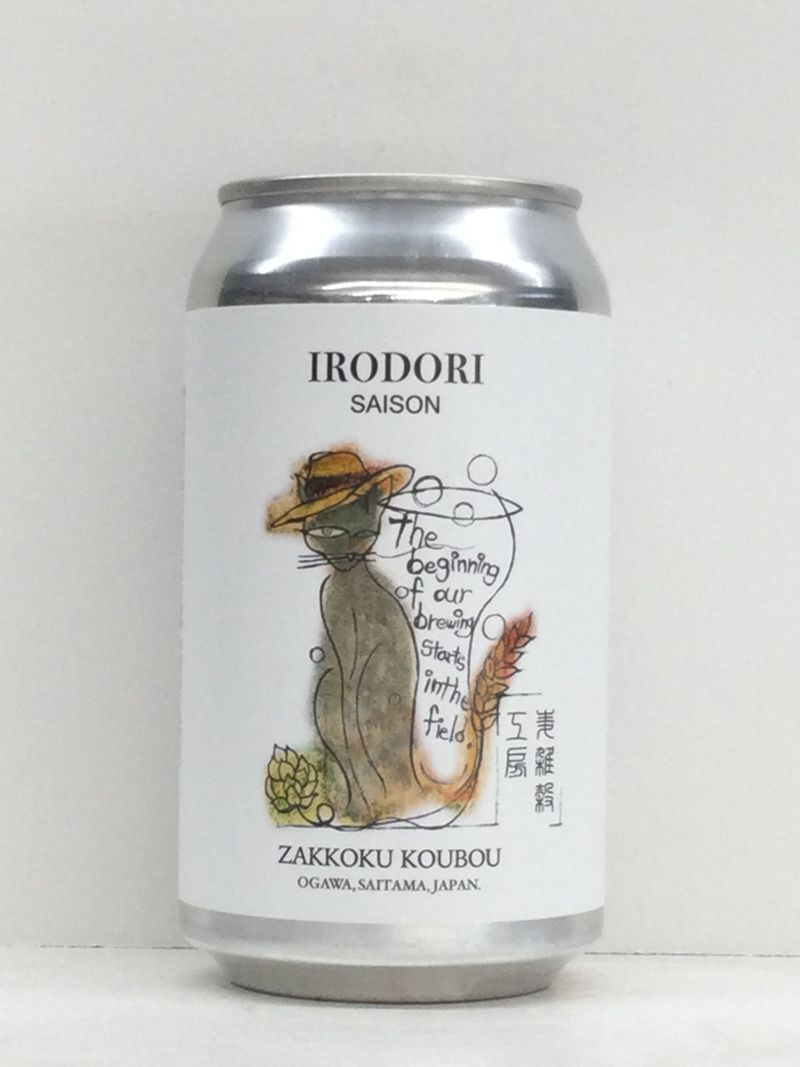 IRODORI
SAISON
The
beginning
of our
brewing
starts
in the
field.
麦雑穀
工房
ZAKKOKU KOUBOU
OGAWA, SAITAMA, JAPAN.